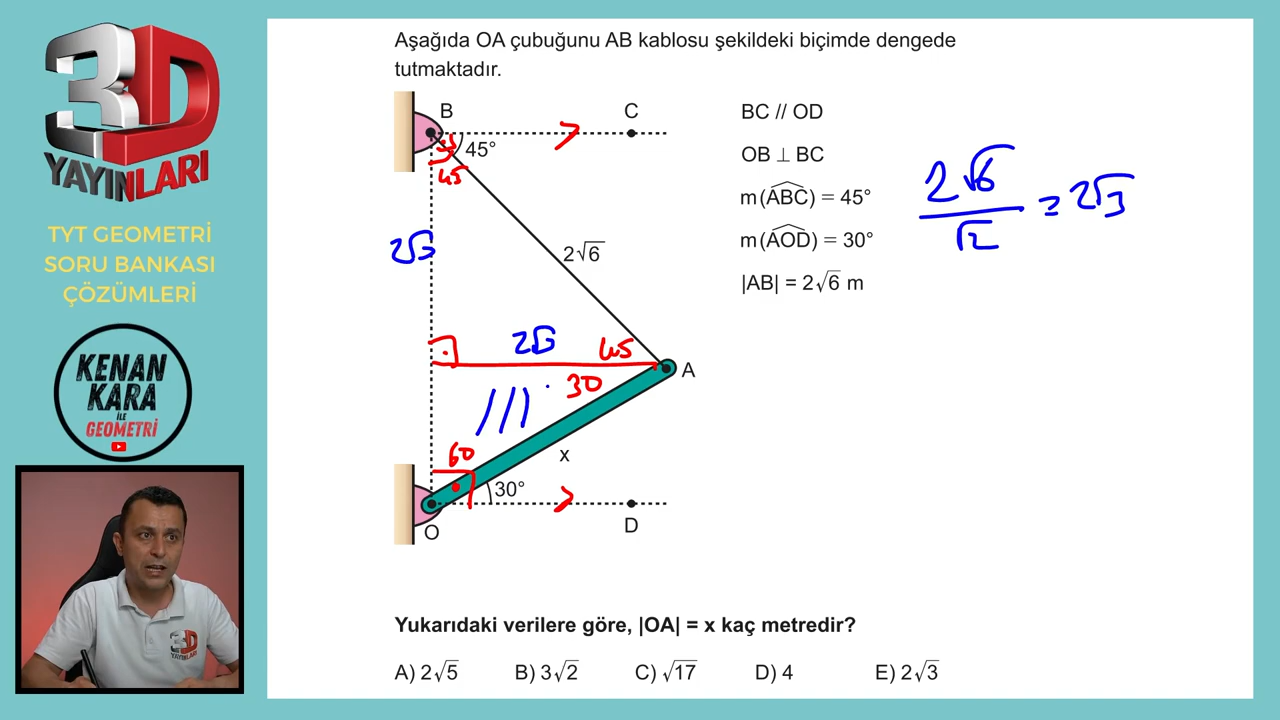 3D
YAYINLARI
TYT GEOMETRİ
SORU BANKASI
ÇÖZÜMLERİ
KENAN
KARA
İLE
GEOMETRİ
3D
YAYINLARI
Aşağıda OA çubuğunu AB kablosu şekildeki biçimde dengede
tutmaktadır.
B
C
45°
45
2√3
2√6
2√3
45
30
A
60
x
30°
O
D
BC // OD
OB ⊥ BC
m(ABC) = 45°
m(AOD) = 30°
|AB| = 2√6 m
2√6 / √2 = 2√3
Yukarıdaki verilere göre, |OA| = x kaç metredir?
A) 2√5 B) 3√2 C) √17 D) 4 E) 2√3